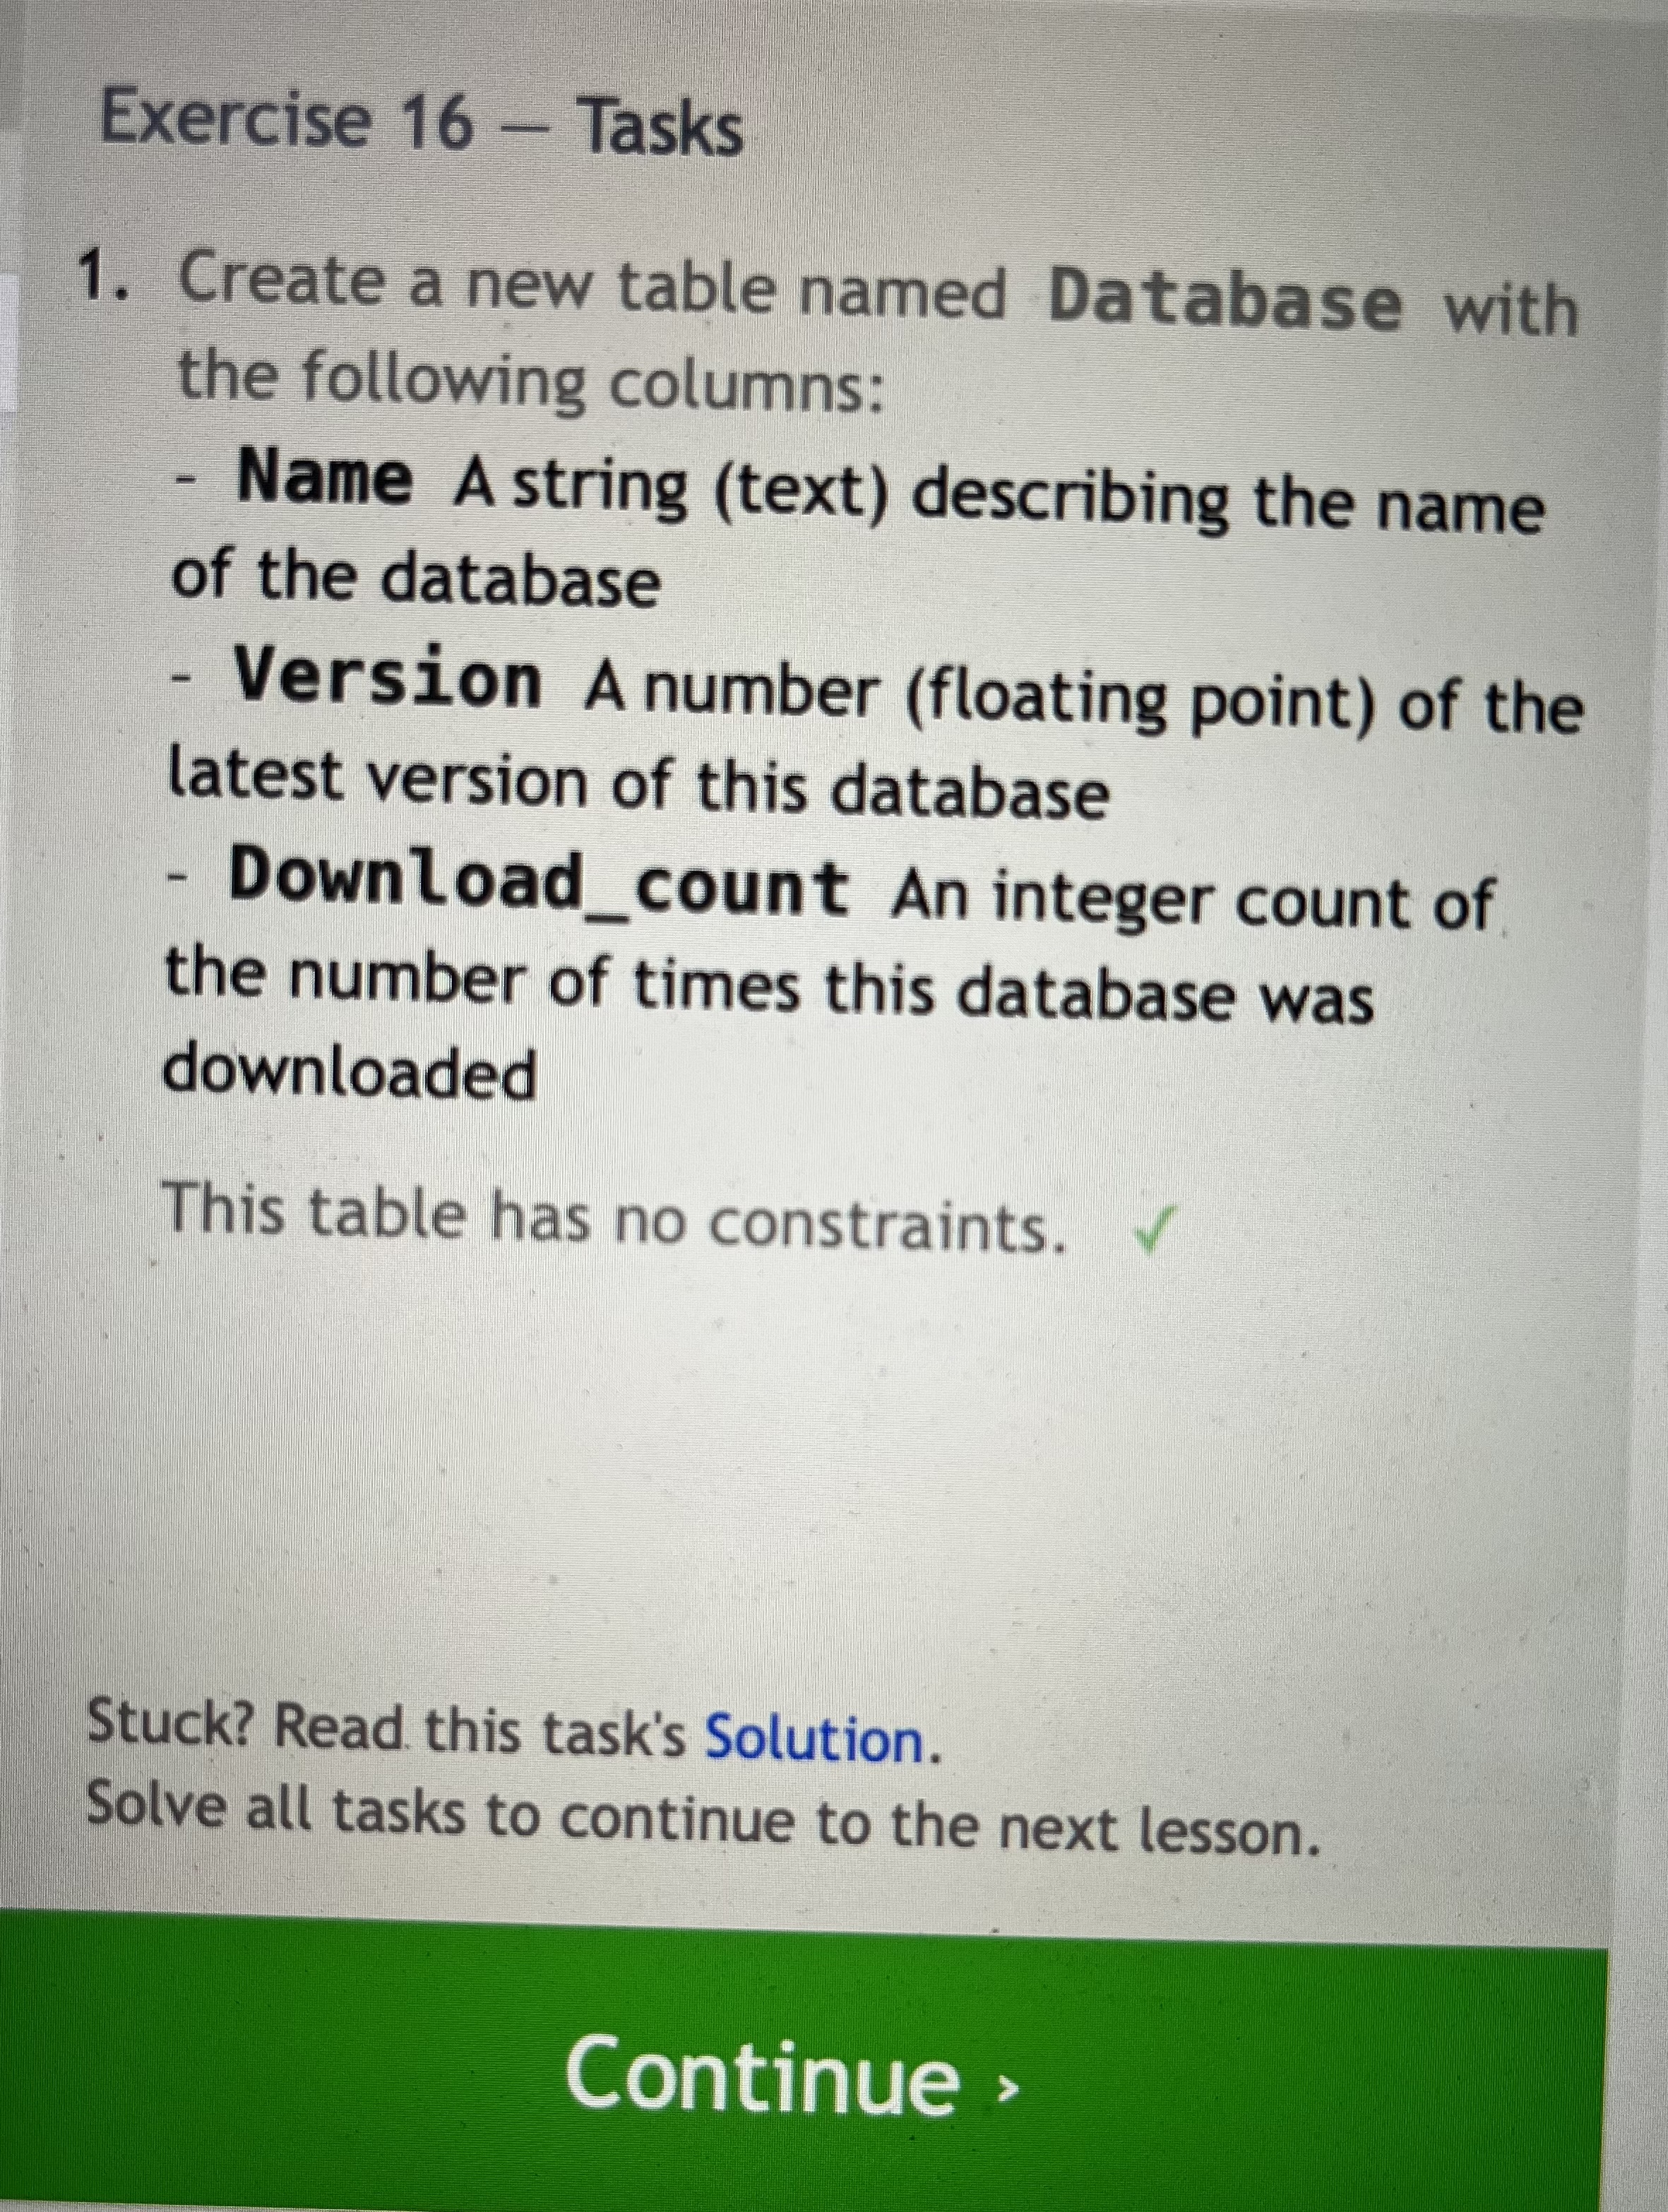 Exercise 16 — Tasks
1. Create a new table named Database with
the following columns:
- Name A string (text) describing the name
of the database
- Version A number (floating point) of the
latest version of this database
- Download_count An integer count of
the number of times this database was
downloaded
This table has no constraints. ✓
Stuck? Read this task's Solution.
Solve all tasks to continue to the next lesson.
Continue ›